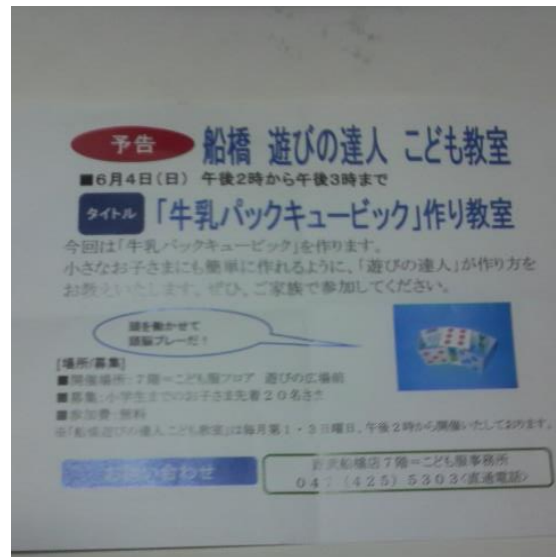 予告 船橋 遊びの達人 こども教室
■6月4日(日) 午後2時から午後3時まで
タイトル 「牛乳パックキュービック」作り教室
今回は「牛乳パックキュービック」を作ります。
小さなお子さまにも簡単に作れるように、「遊びの達人」が作り方を
お教えいたします。ぜひ、ご家族で参加してください。
頭を働かせて
頭脳プレーだ!
[場所/募集]
■開催場所:7階=こども服フロア 遊びの広場前
■募集:小学生までのお子さま先着20名さま
■参加費:無料
※「船橋遊びの達人こども教室」は毎月第1・3日曜日、午後2時から開催いたしております。
お問い合わせ
船橋店7階=こども服事務所
047(425)5303<直通電話>